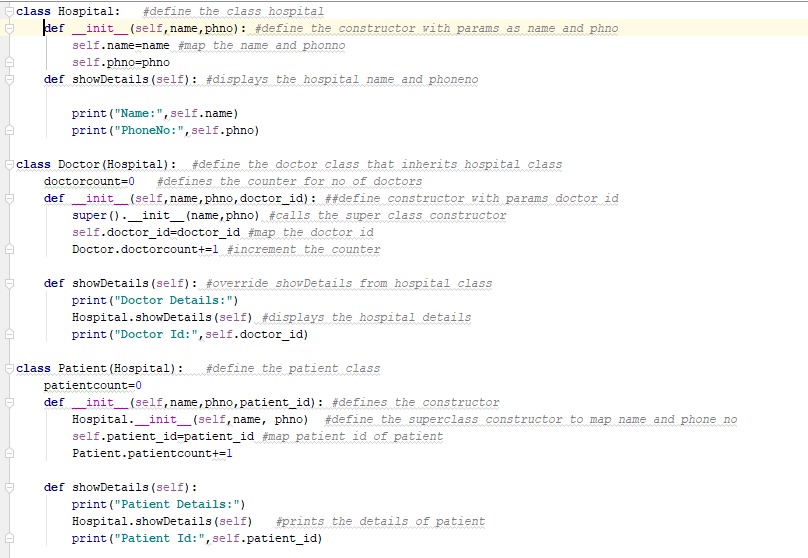 class Hospital:   #define the class hospital
    def __init__(self,name,phno): #define the constructor with params as name and phno
        self.name=name #map the name and phonno
        self.phno=phno
    def showDetails(self): #displays the hospital name and phoneno

        print("Name:",self.name)
        print("PhoneNo:",self.phno)

class Doctor(Hospital):  #define the doctor class that inherits hospital class
    doctorcount=0   #defines the counter for no of doctors
    def __init__(self,name,phno,doctor_id): ##define constructor with params doctor id
        super().__init__(name,phno) #calls the super class constructor
        self.doctor_id=doctor_id #map the doctor id
        Doctor.doctorcount+=1 #increment the counter

    def showDetails(self): #override showDetails from hospital class
        print("Doctor Details:")
        Hospital.showDetails(self) #displays the hospital details
        print("Doctor Id:",self.doctor_id)

class Patient(Hospital):   #define the patient class
    patientcount=0
    def __init__(self,name,phno,patient_id): #defines the constructor
        Hospital.__init__(self,name, phno)  #define the superclass constructor to map name and phone no
        self.patient_id=patient_id #map patient id of patient
        Patient.patientcount+=1

    def showDetails(self):
        print("Patient Details:")
        Hospital.showDetails(self)   #prints the details of patient
        print("Patient Id:",self.patient_id)